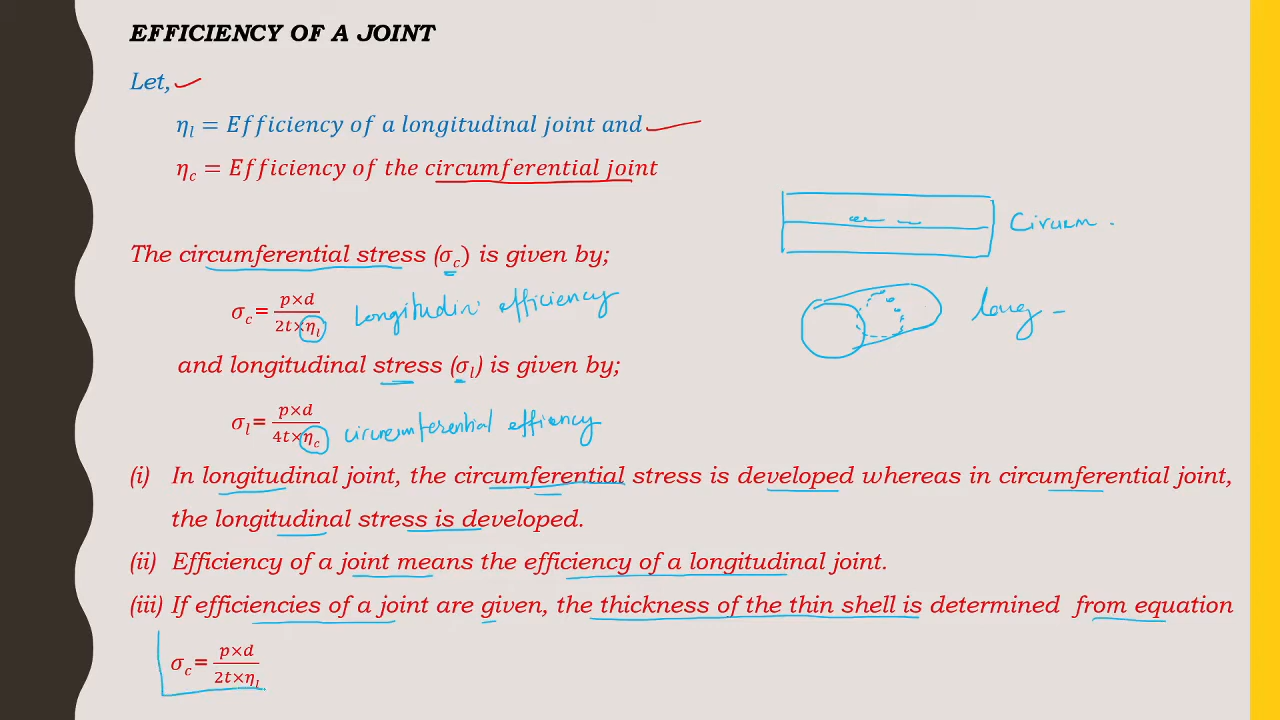 EFFICIENCY OF A JOINT
Let,
η_l = Efficiency of a longitudinal joint and
η_c = Efficiency of the circumferential joint
Circum .
The circumferential stress (σ_c) is given by;
σ_c = p×d / 2t×η_l longitudin efficiency
long –
and longitudinal stress (σ_l) is given by;
σ_l = p×d / 4t×η_c circumferential efficiency
(i) In longitudinal joint, the circumferential stress is developed whereas in circumferential joint,
the longitudinal stress is developed.
(ii) Efficiency of a joint means the efficiency of a longitudinal joint.
(iii) If efficiencies of a joint are given, the thickness of the thin shell is determined from equation
σ_c = p×d / 2t×η_l